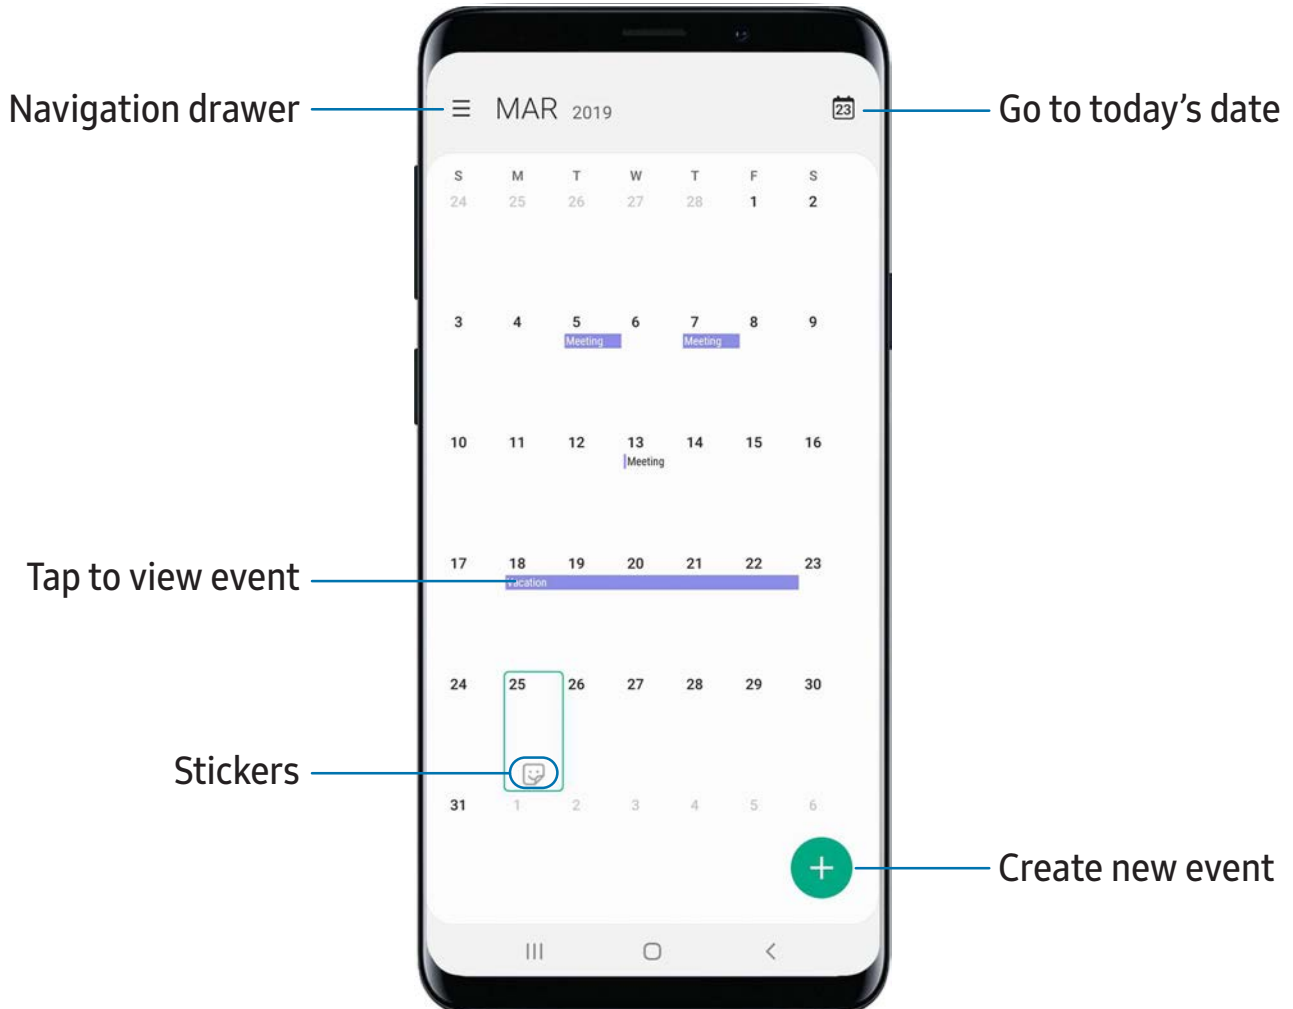 Navigation drawer
MAR 2019
23
Go to today’s date
S M T W T F S
24 25 26 27 28 1 2
3 4 5 6 7 8 9
Meeting Meeting
10 11 12 13 14 15 16
Meeting
17 18 19 20 21 22 23
Vacation
Tap to view event
24 25 26 27 28 29 30
Stickers
31 1 2 3 4 5 6
Create new event